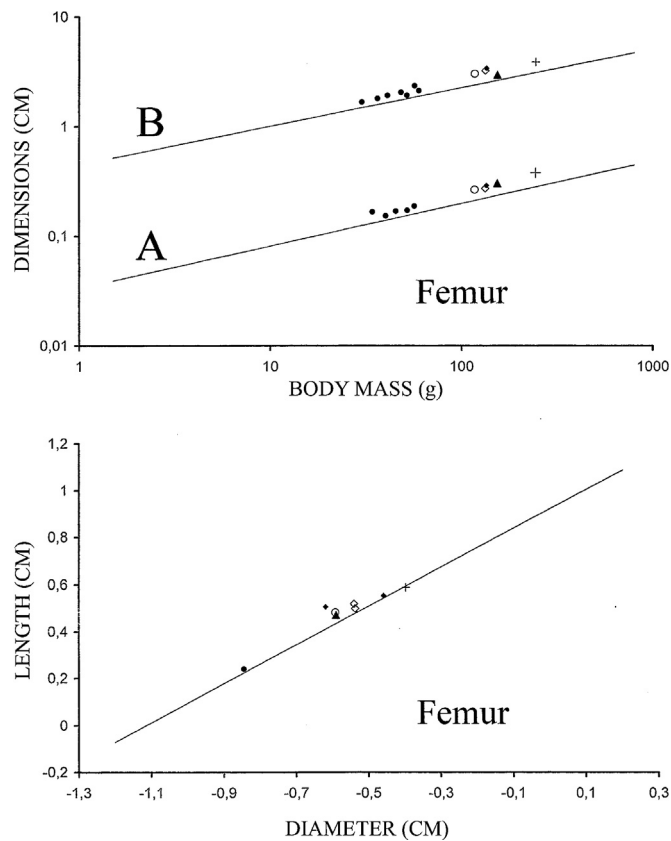 10
1
0,1
0,01
DIMENSIONS (CM)
B
A
Femur
1 10 100 1000
BODY MASS (g)
1,2
1
0,8
0,6
0,4
0,2
0
-0,2
LENGTH (CM)
Femur
-1,3 -1,1 -0,9 -0,7 -0,5 -0,3 -0,1 0,1 0,3
DIAMETER (CM)